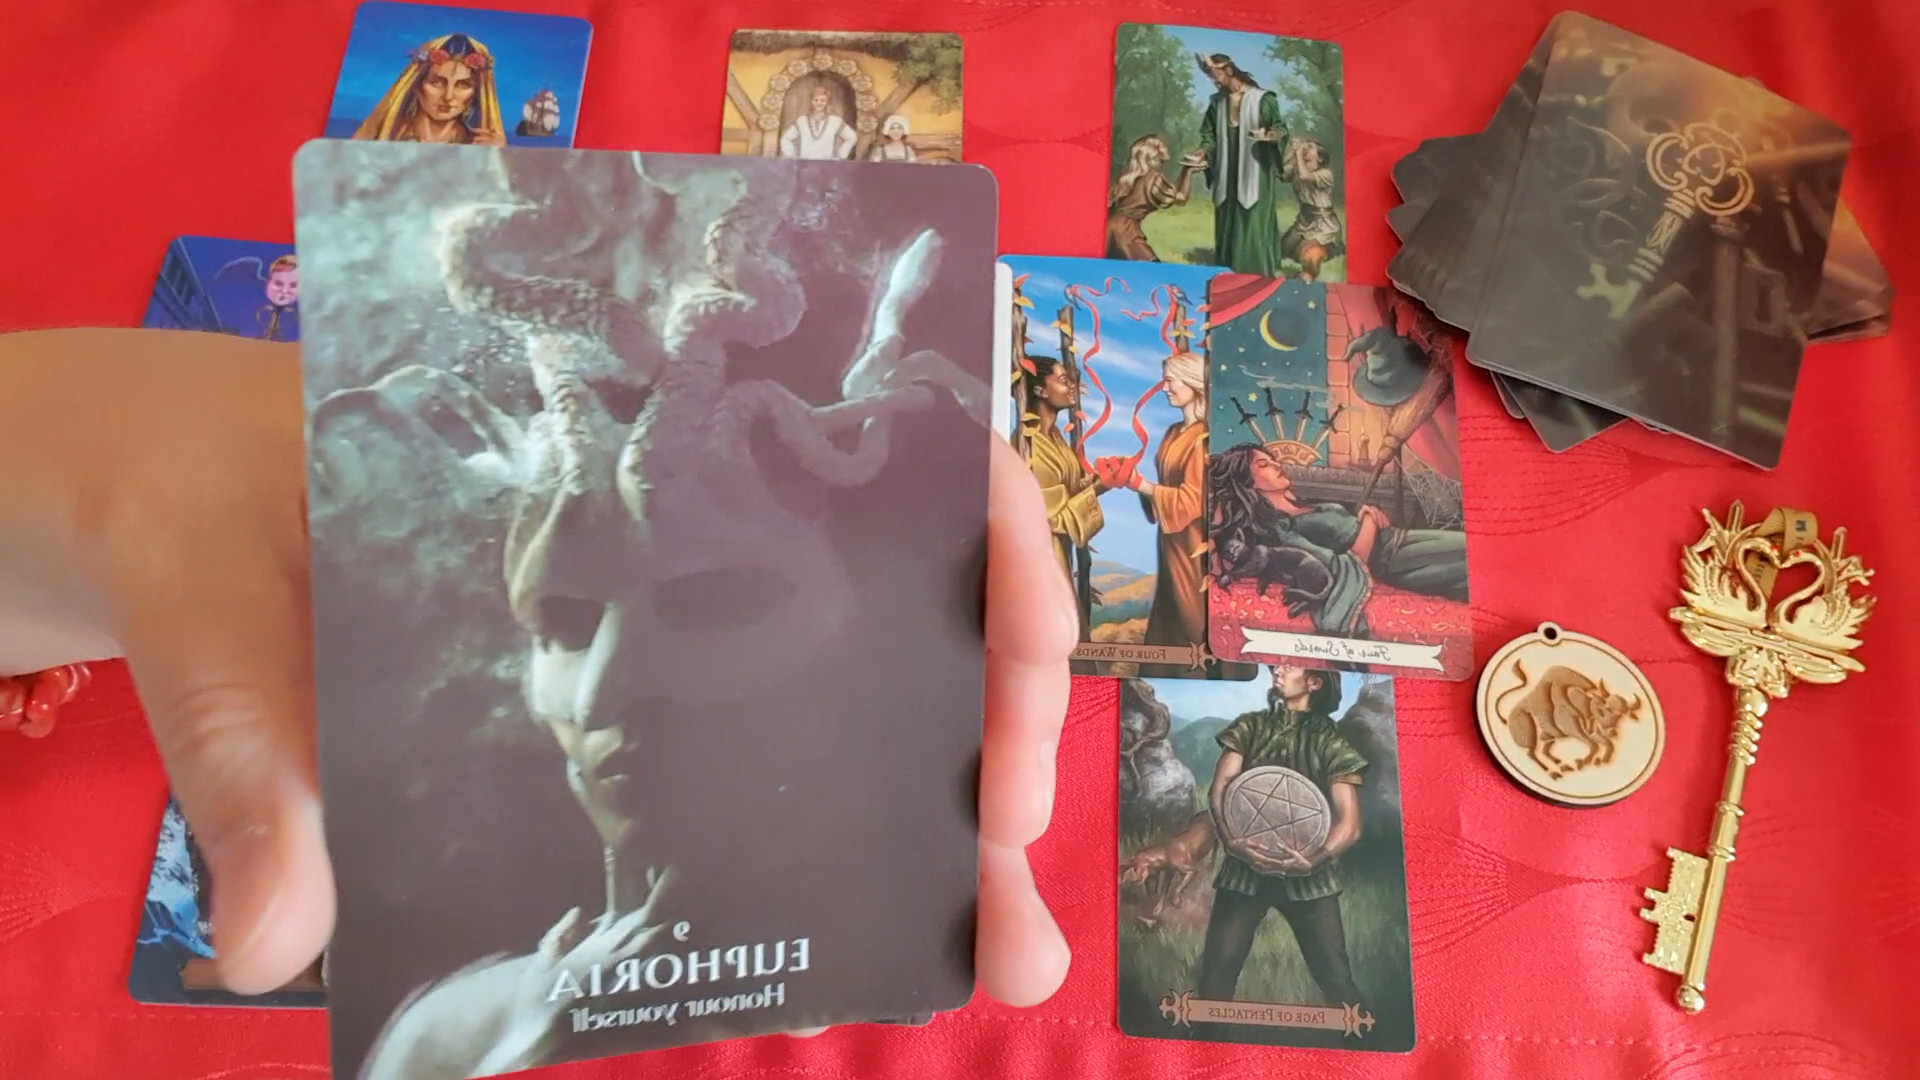 FOUR OF WANDS
Four of Swords
9
EUPHORIA
Honour yourself
PAGE OF PENTACLES